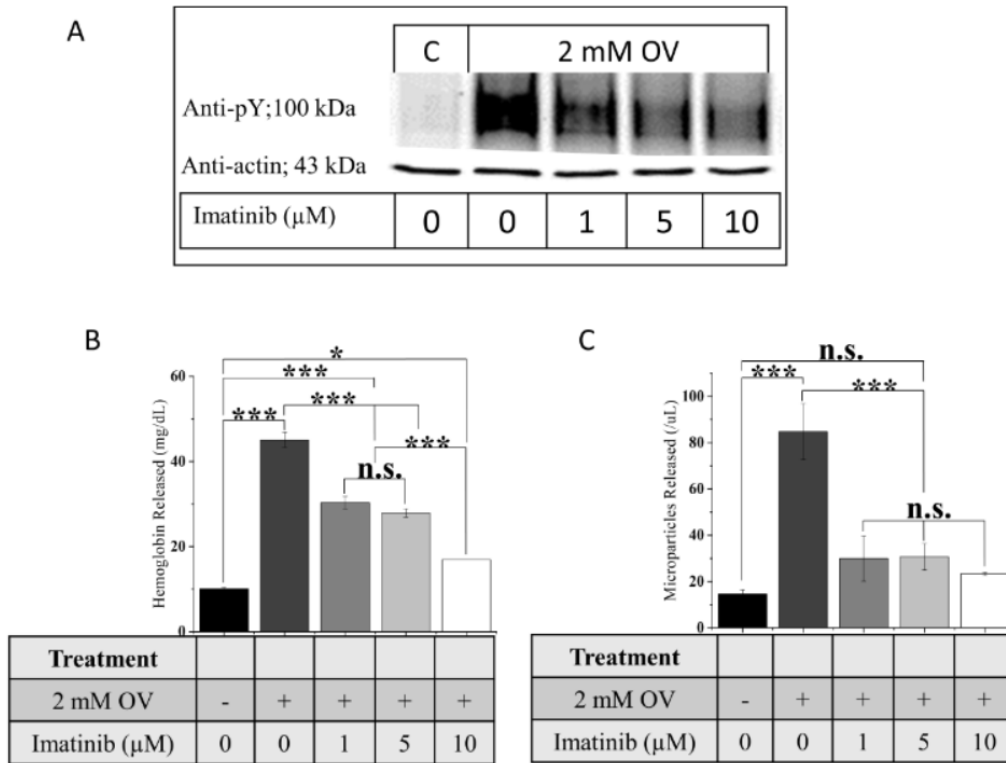 A
C 2 mM OV
Anti-pY;100 kDa
Anti-actin; 43 kDa
Imatinib (µM) 0 0 1 5 10
B
*
***
***
***
***
n.s.
Hemoglobin Released (mg/dL)
60
40
20
0
Treatment
2 mM OV - + + + +
Imatinib (µM) 0 0 1 5 10
C
n.s.
***
***
n.s.
Microparticles Released (/uL)
100
80
60
40
20
0
Treatment
2 mM OV - + + + +
Imatinib (µM) 0 0 1 5 10